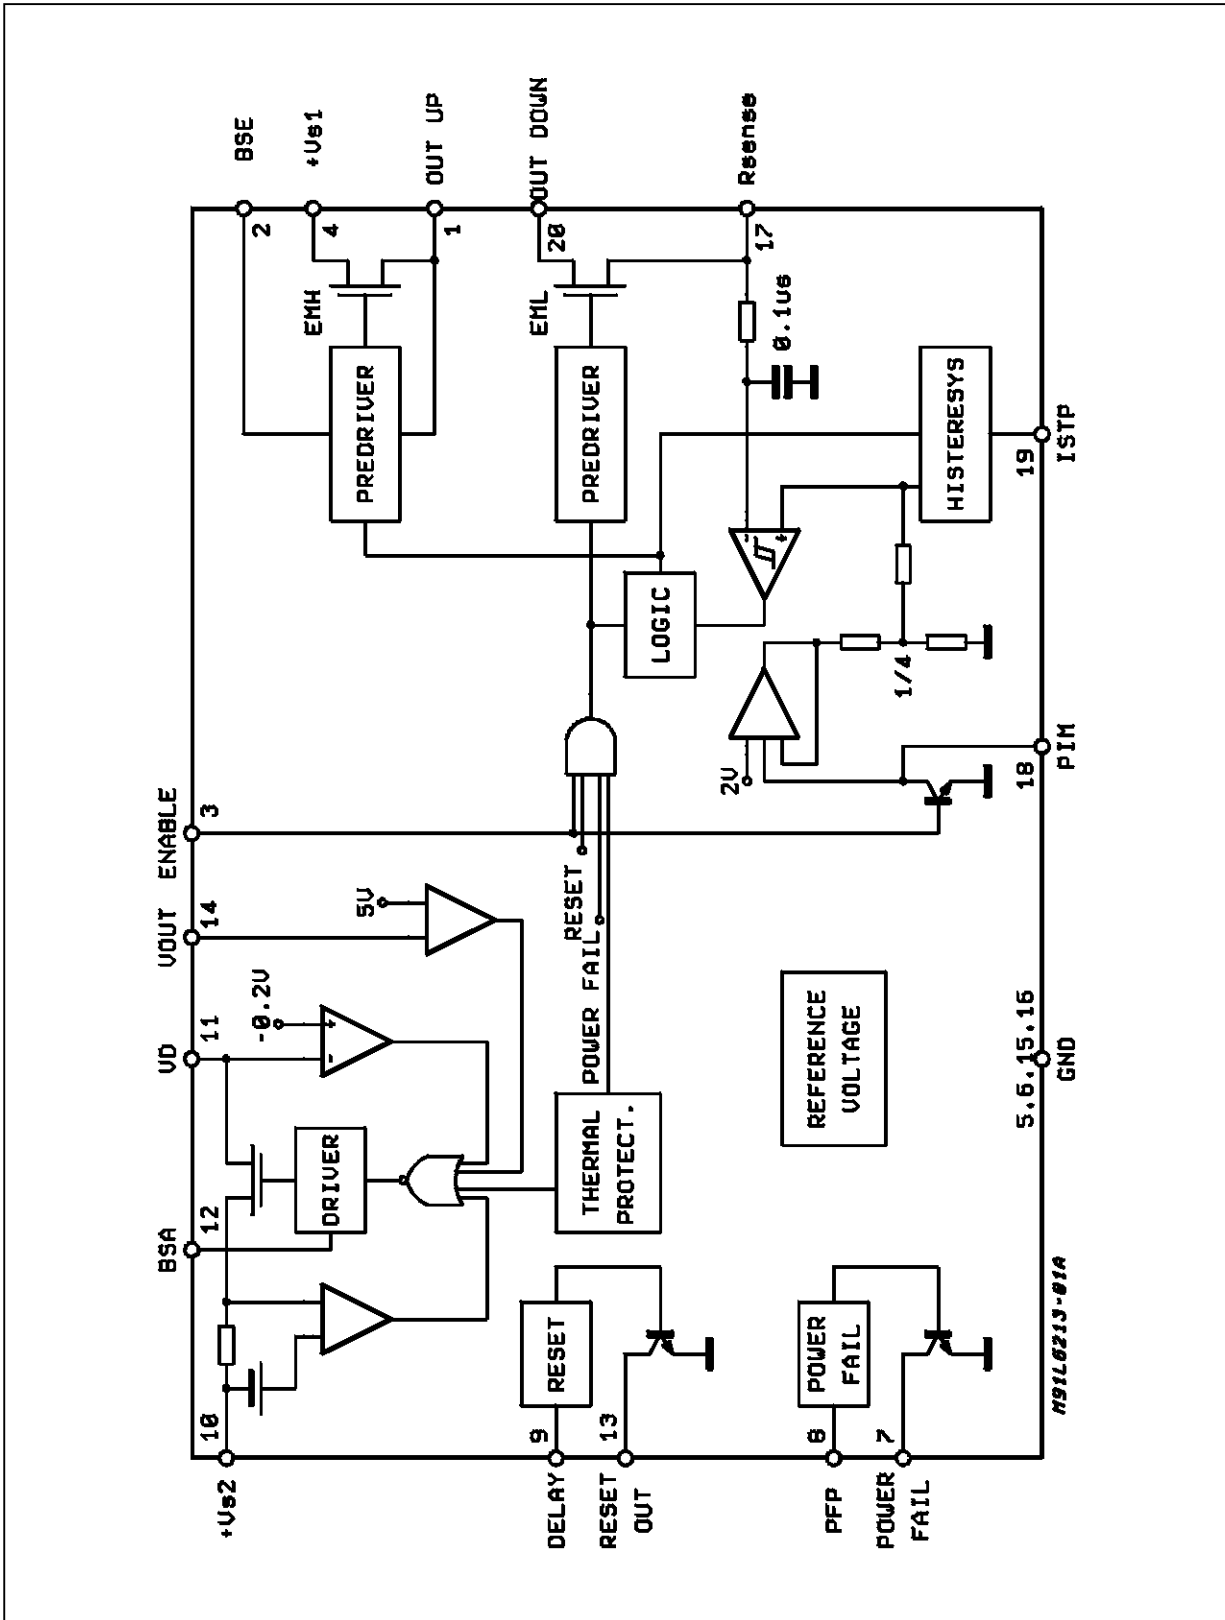 BSA
12
VD
11
VOUT
14
ENABLE
3
+Vs2
10
-0.2V
+
-
5V
DRIVER
BSE
2
+Vs1
4
EMH
PREDRIVER
OUT UP
1
DELAY
9
RESET
THERMAL
PROTECT.
RESET
POWER FAIL
PREDRIVER
EML
OUT DOWN
20
RESET
OUT
13
LOGIC
2V
-
+
0.1us
Rsense
17
PFP
8
POWER
FAIL
REFERENCE
VOLTAGE
1/4
POWER
FAIL
7
HISTERESYS
5.6.15.16
GND
18
PIM
19
ISTP
M91L6213-01A